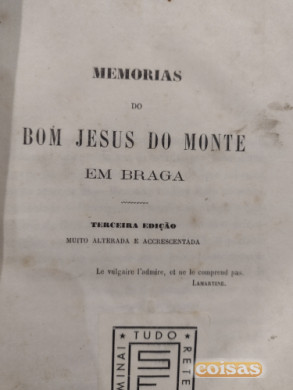 MEMORIAS
DO
BOM JESUS DO MONTE
EM BRAGA
TERCEIRA EDIÇÃO
MUITO ALTERADA E ACCRESCENTADA
Le vulgaire l'admire, et ne le comprend pas.
LAMARTINE.
TUDO
MINAI
RETE
coisas